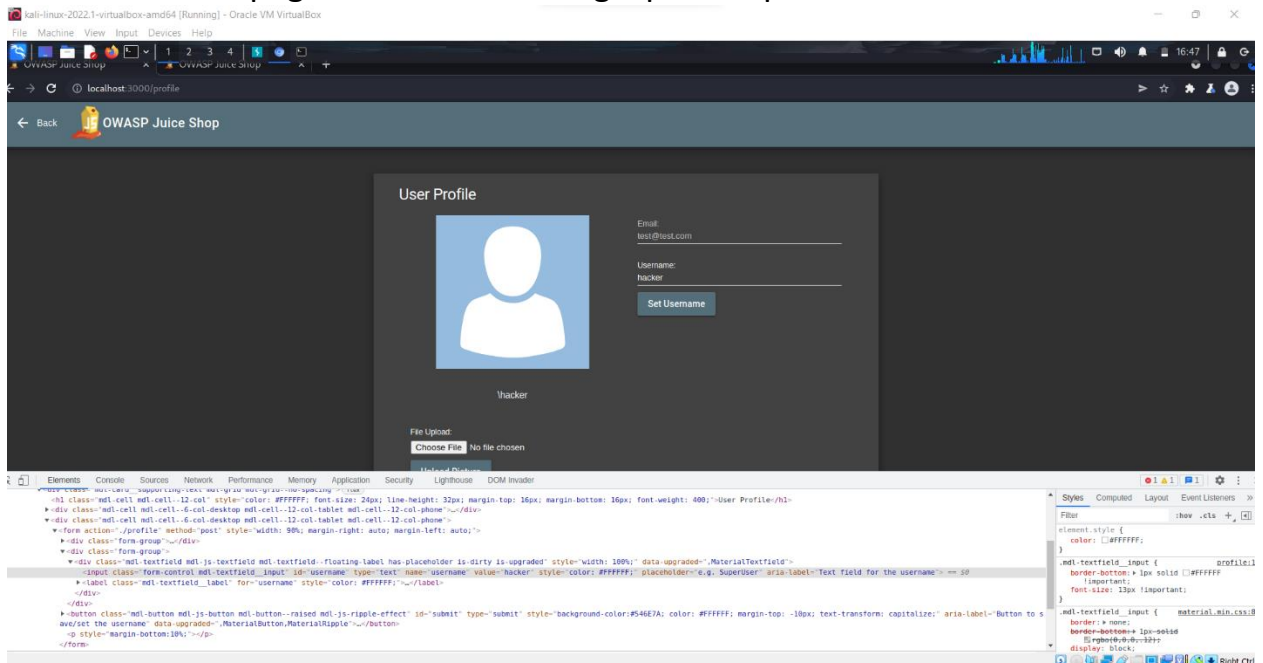 kali-linux-2022.1-virtualbox-amd64 [Running] - Oracle VM VirtualBox
File Machine View Input Devices Help
1 2 3 4 16:47
OWASP Juice Shop × OWASP Juice Shop × +
localhost:3000/profile
← Back OWASP Juice Shop
User Profile
Email:
test@test.com
Username:
hacker
Set Username
\hacker
File Upload:
Choose File No file chosen
Elements Console Sources Network Performance Memory Application Security Lighthouse DOM Invader 1 1 1
<h1 class="mdl-cell mdl-cell--12-col" style="color: #FFFFFF; font-size: 24px; line-height: 32px; margin-top: 16px; margin-bottom: 16px; font-weight: 400;">User Profile</h1>
<div class="mdl-cell mdl-cell--6-col-desktop mdl-cell--12-col-tablet mdl-cell--12-col-phone">…</div>
<div class="mdl-cell mdl-cell--6-col-desktop mdl-cell--12-col-tablet mdl-cell--12-col-phone">
<form action="./profile" method="post" style="width: 90%; margin-right: auto; margin-left: auto;">
<div class="form-group">…</div>
<div class="form-group">
<div class="mdl-textfield mdl-js-textfield mdl-textfield--floating-label has-placeholder is-dirty is-upgraded" style="width: 100%;" data-upgraded=",MaterialTextfield">
<input class="form-control mdl-textfield__input" id="username" type="text" name="username" value="hacker" style="color: #FFFFFF;" placeholder="e.g. SuperUser" aria-label="Text field for the username"> == $0
<label class="mdl-textfield__label" for="username" style="color: #FFFFFF;">…</label>
</div>
</div>
<button class="mdl-button mdl-js-button mdl-button--raised mdl-js-ripple-effect" id="submit" type="submit" style="background-color:#546E7A; color: #FFFFFF; margin-top: -10px; text-transform: capitalize;" aria-label="Button to s
ave/set the username" data-upgraded=",MaterialButton,MaterialRipple">…</button>
<p style="margin-bottom:10%;"></p>
</form>
Styles Computed Layout Event Listeners »
Filter :hov .cls +
element.style {
color: #FFFFFF;
}
.mdl-textfield__input { profile:1
border-bottom: 1px solid #FFFFFF
!important;
font-size: 13px !important;
}
.mdl-textfield__input { material.min.css:8
border: none;
border-bottom: 1px solid
rgba(0,0,0,.12);
display: block;
Right Ctrl